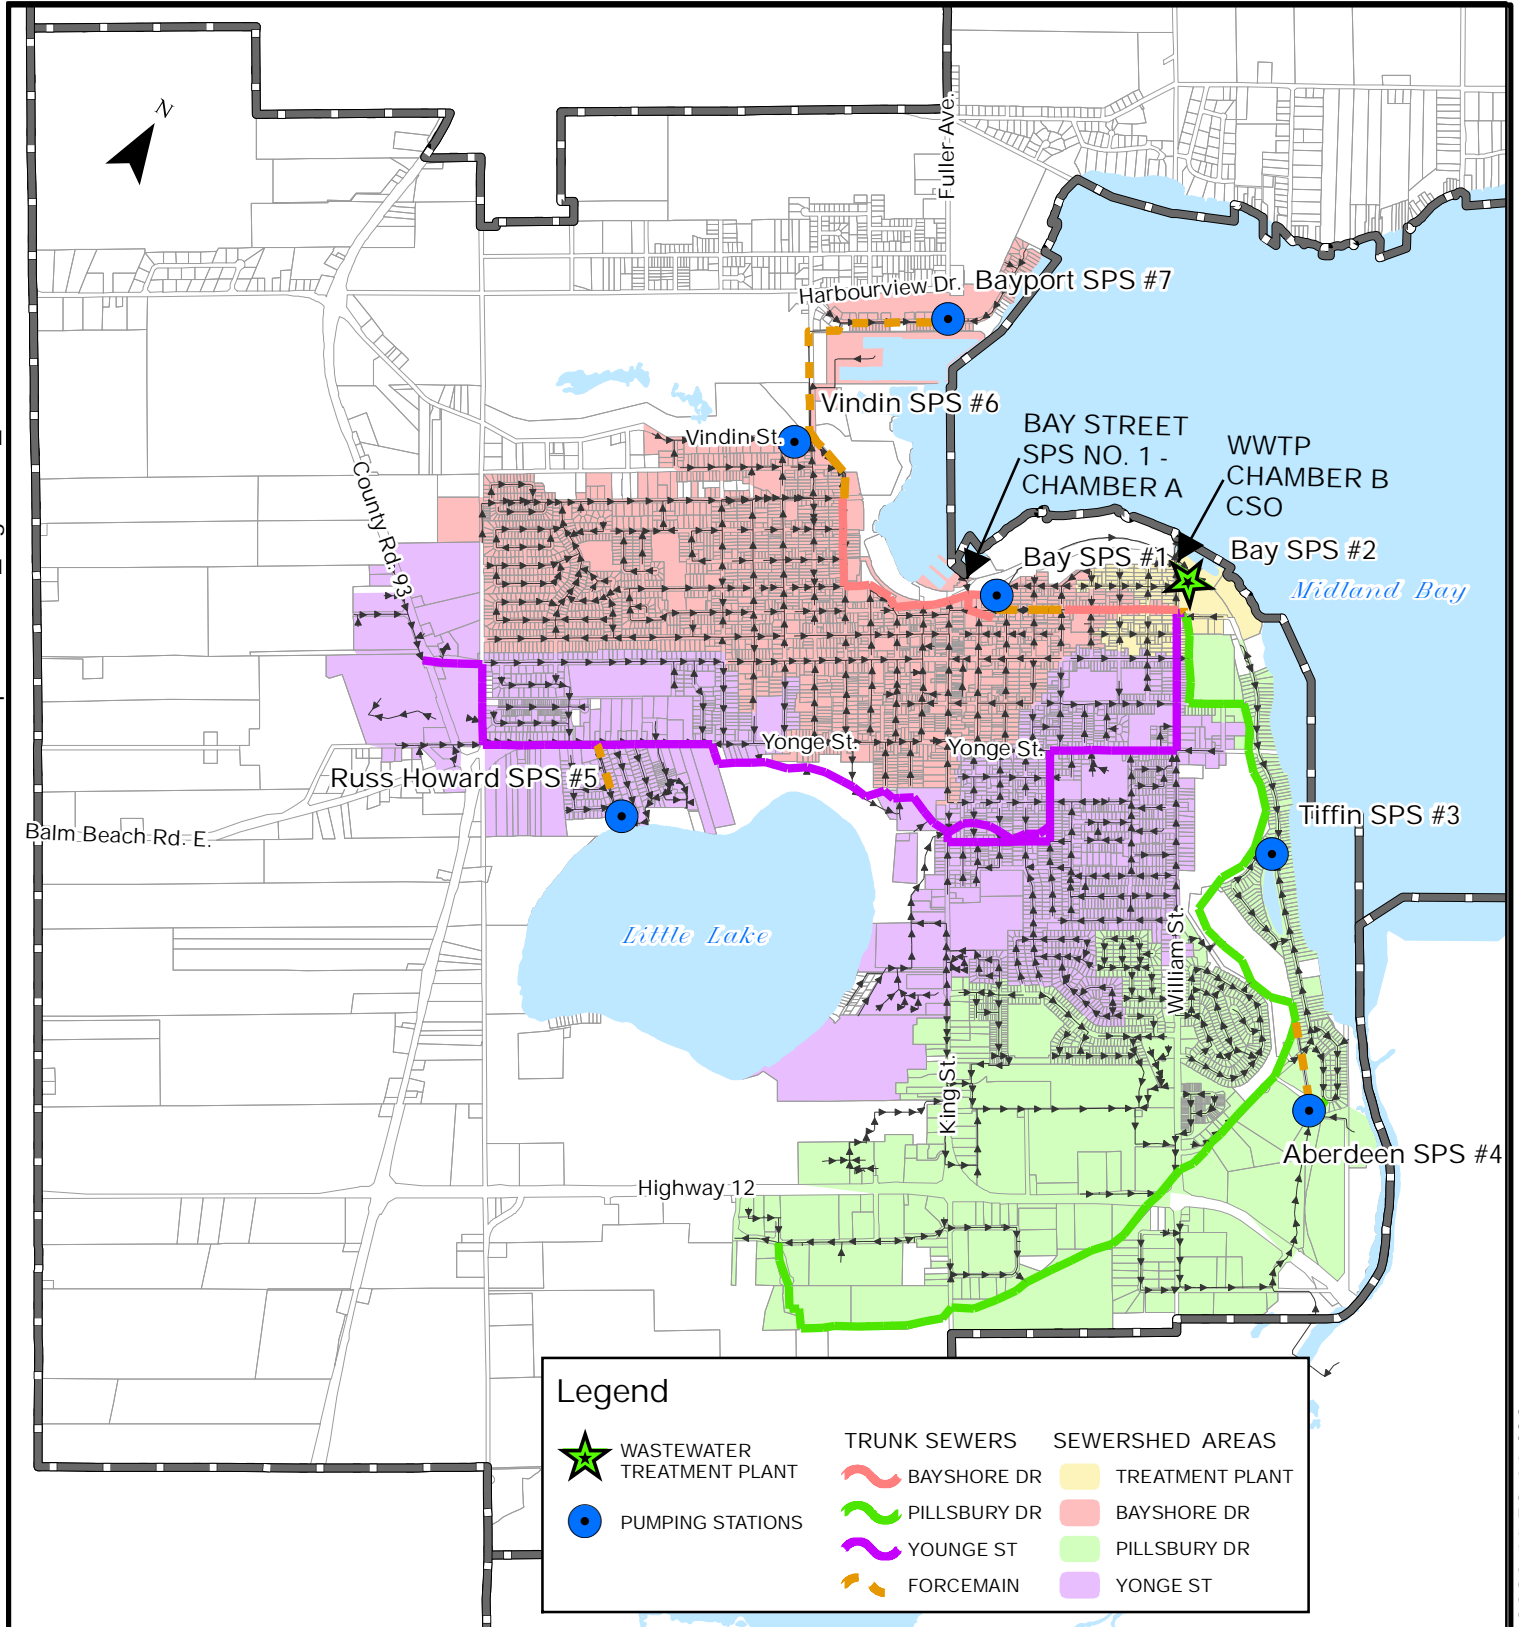 N
Fuller Ave.
Harbourview Dr.
Bayport SPS #7
Vindin SPS #6
Vindin St.
BAY STREET
SPS NO. 1 -
CHAMBER A
WWTP
CHAMBER B
CSO
County Rd. 93
Bay SPS #1
Bay SPS #2
Midland Bay
Yonge St.
Yonge St.
Russ Howard SPS #5
Balm Beach Rd. E.
Tiffin SPS #3
Little Lake
William St.
King St.
Aberdeen SPS #4
Highway 12
Legend
WASTEWATER
TREATMENT PLANT
PUMPING STATIONS
TRUNK SEWERS
BAYSHORE DR
PILLSBURY DR
YOUNGE ST
FORCEMAIN
SEWERSHED AREAS
TREATMENT PLANT
BAYSHORE DR
PILLSBURY DR
YONGE ST